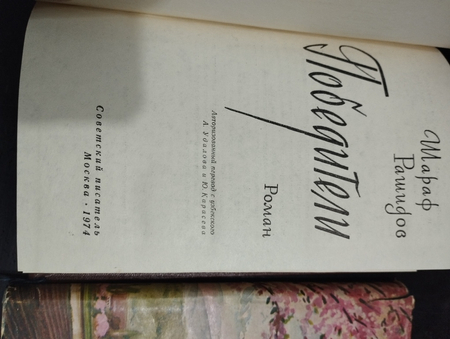 Шараф
Рашидов
Победители
Роман
Авторизованный перевод с узбекского
А. Удалова и Ю. Карасева
Советский писатель
Москва · 1974